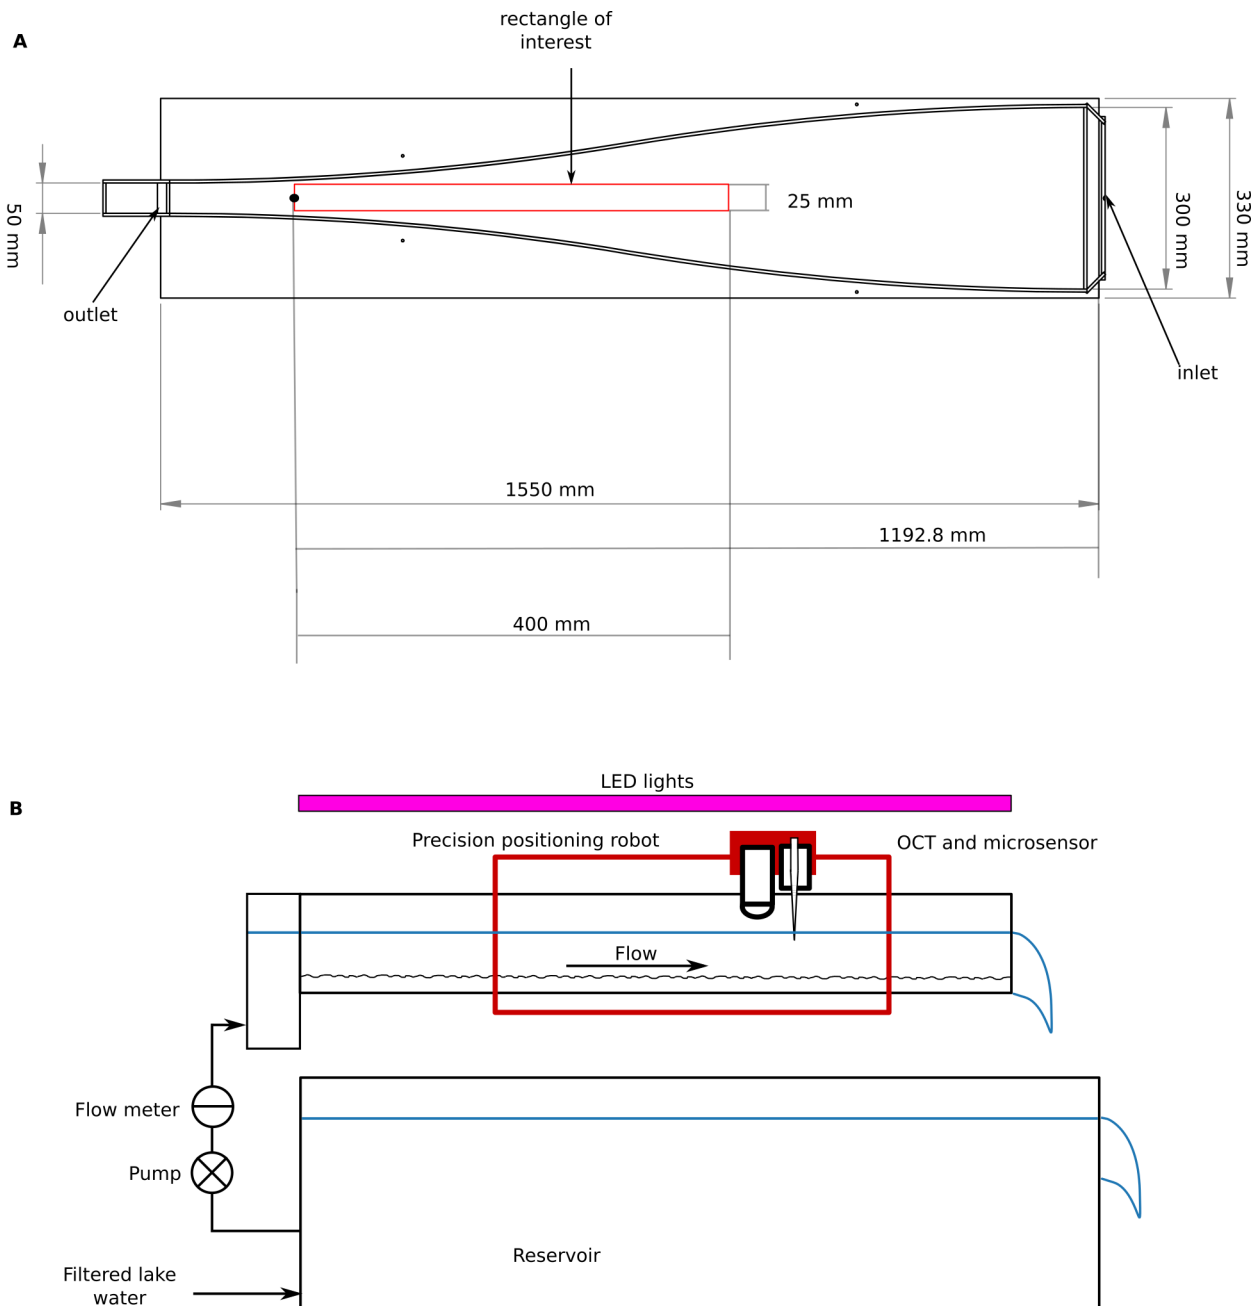 A
rectangle of
interest
50 mm
25 mm
300 mm
330 mm
outlet
inlet
1550 mm
1192.8 mm
400 mm
B
LED lights
Precision positioning robot
OCT and microsensor
Flow
Flow meter
Pump
Reservoir
Filtered lake
water